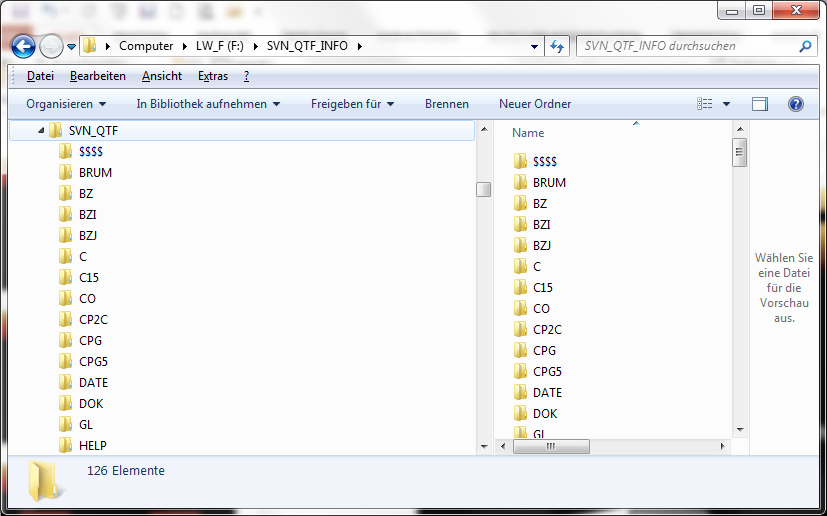 Computer LW_F (F:) SVN_QTF_INFO
SVN_QTF_INFO durchsuchen
Datei Bearbeiten Ansicht Extras ?
Organisieren In Bibliothek aufnehmen Freigeben für Brennen Neuer Ordner
SVN_QTF
$$$$
BRUM
BZ
BZI
BZJ
C
C15
CO
CP2C
CPG
CPG5
DATE
DOK
GL
HELP
Name
$$$$
BRUM
BZ
BZI
BZJ
C
C15
CO
CP2C
CPG
CPG5
DATE
DOK
GL
Wählen Sie
eine Datei
für die
Vorschau
aus.
126 Elemente